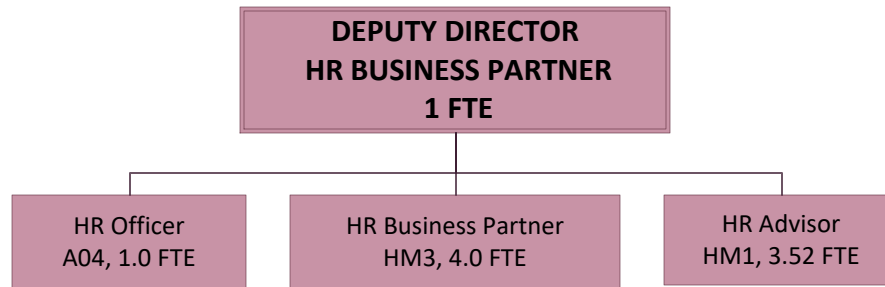 DEPUTY DIRECTOR
HR BUSINESS PARTNER
1 FTE
HR Officer
A04, 1.0 FTE
HR Business Partner
HM3, 4.0 FTE
HR Advisor
HM1, 3.52 FTE